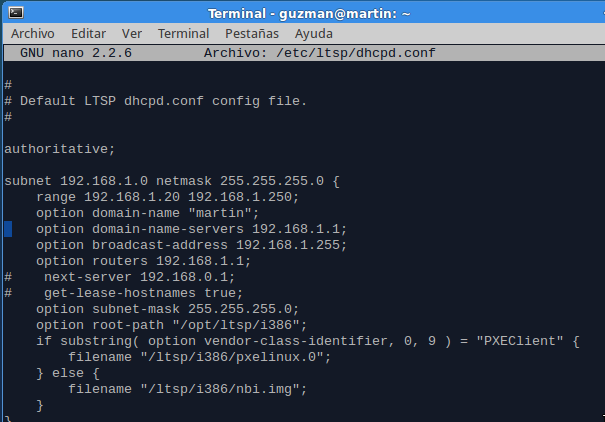 Terminal - guzman@martin: ~
Archivo Editar Ver Terminal Pestañas Ayuda
GNU nano 2.2.6 Archivo: /etc/ltsp/dhcpd.conf
#
# Default LTSP dhcpd.conf config file.
#
authoritative;
subnet 192.168.1.0 netmask 255.255.255.0 {
    range 192.168.1.20 192.168.1.250;
    option domain-name "martin";
    option domain-name-servers 192.168.1.1;
    option broadcast-address 192.168.1.255;
    option routers 192.168.1.1;
#    next-server 192.168.0.1;
#    get-lease-hostnames true;
    option subnet-mask 255.255.255.0;
    option root-path "/opt/ltsp/i386";
    if substring( option vendor-class-identifier, 0, 9 ) = "PXEClient" {
        filename "/ltsp/i386/pxelinux.0";
    } else {
        filename "/ltsp/i386/nbi.img";
    }
}